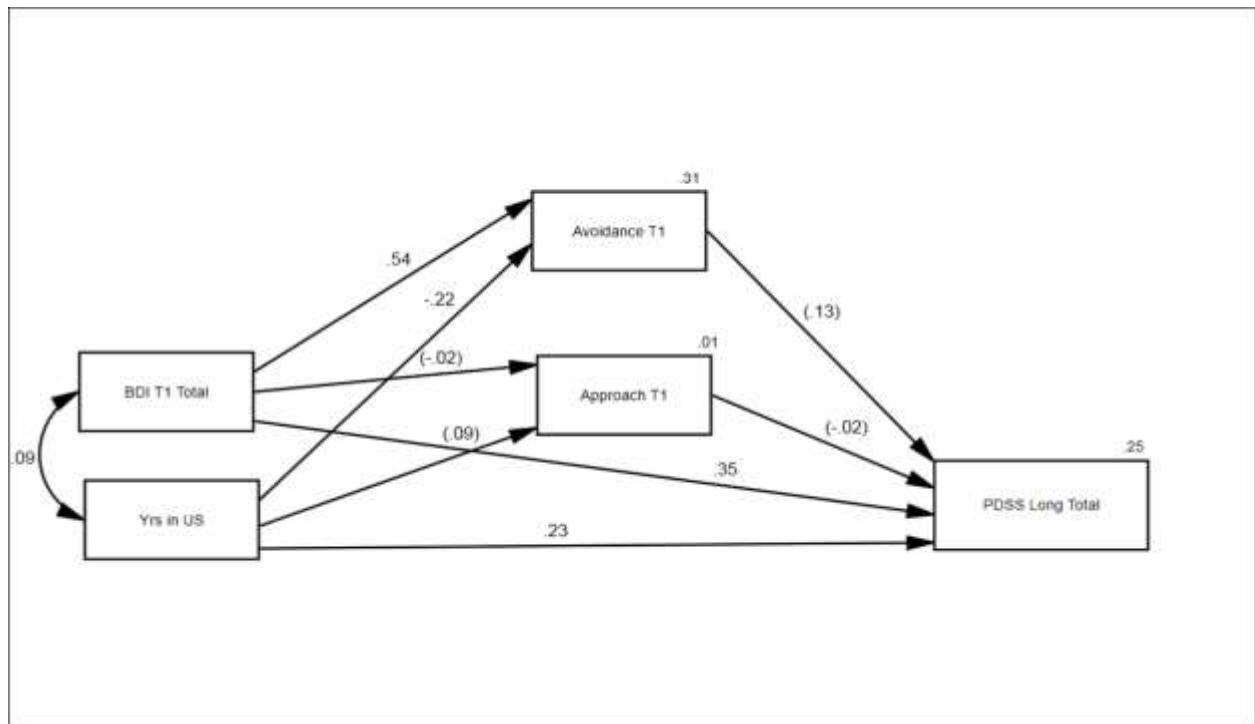 .31
Avoidance T1
.54
-.22
(.13)
.01
(-.02)
BDI T1 Total
Approach T1
(.09)
(-.02)
.09
.35
.25
Yrs in US
PDSS Long Total
.23